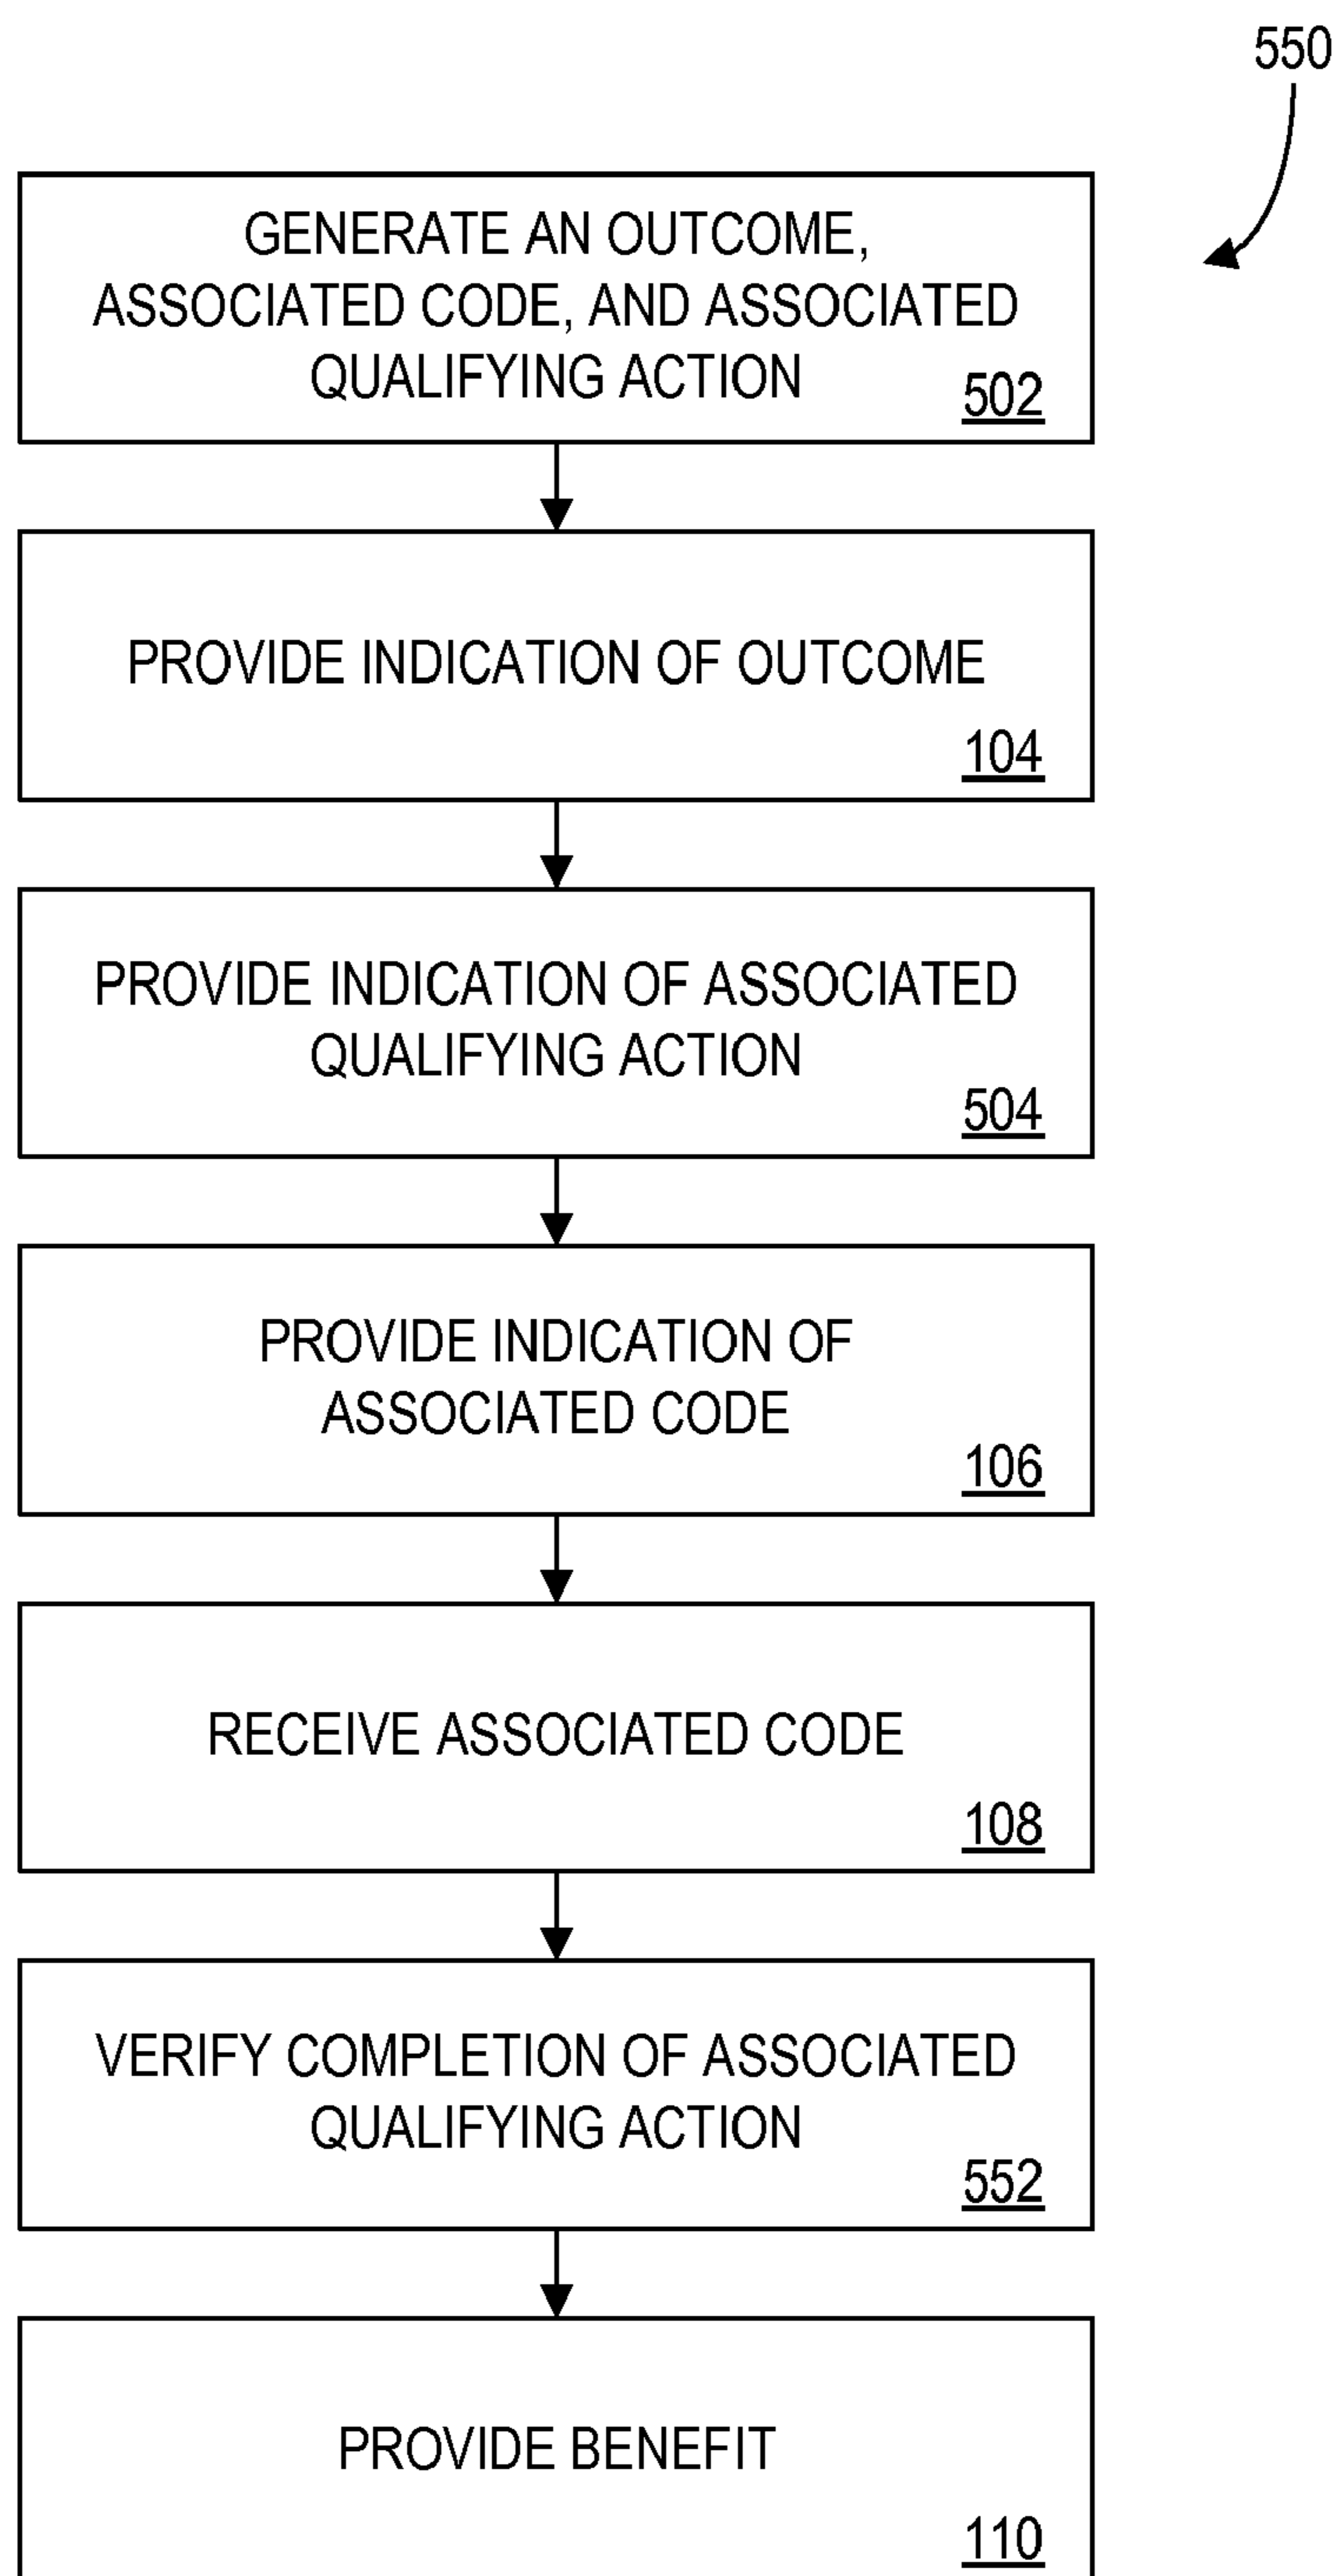 550
GENERATE AN OUTCOME,
ASSOCIATED CODE, AND ASSOCIATED
QUALIFYING ACTION
502
PROVIDE INDICATION OF OUTCOME
104
PROVIDE INDICATION OF ASSOCIATED
QUALIFYING ACTION
504
PROVIDE INDICATION OF
ASSOCIATED CODE
106
RECEIVE ASSOCIATED CODE
108
VERIFY COMPLETION OF ASSOCIATED
QUALIFYING ACTION
552
PROVIDE BENEFIT
110